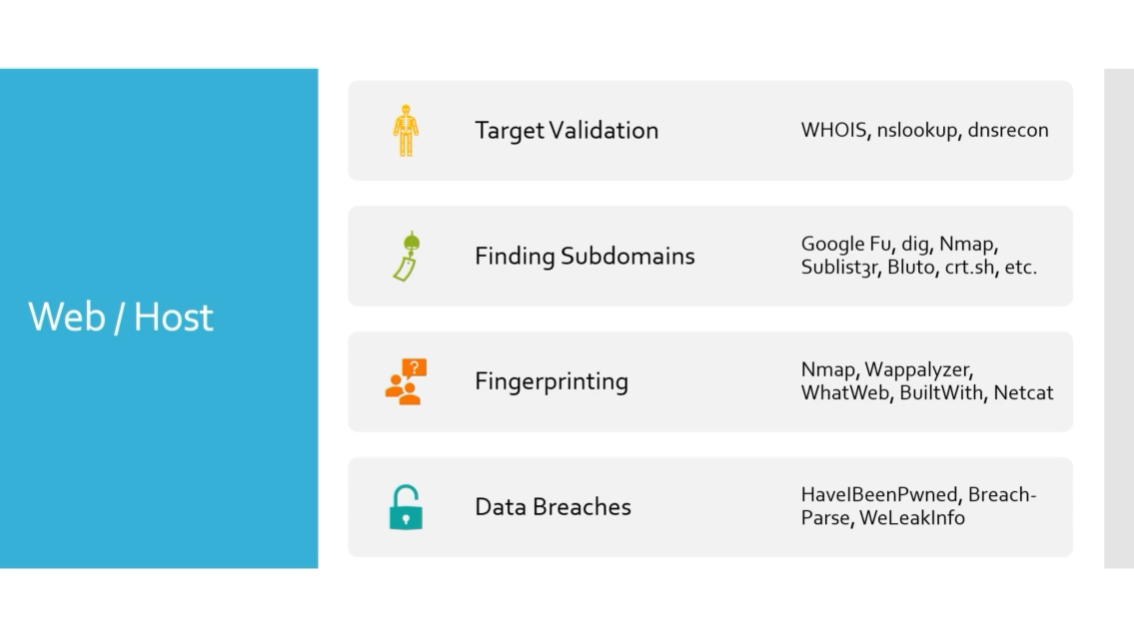 Web / Host
Target Validation
WHOIS, nslookup, dnsrecon
Finding Subdomains
Google Fu, dig, Nmap,
Sublist3r, Bluto, crt.sh, etc.
?
Fingerprinting
Nmap, Wappalyzer,
WhatWeb, BuiltWith, Netcat
Data Breaches
HaveIBeenPwned, Breach-
Parse, WeLeakInfo